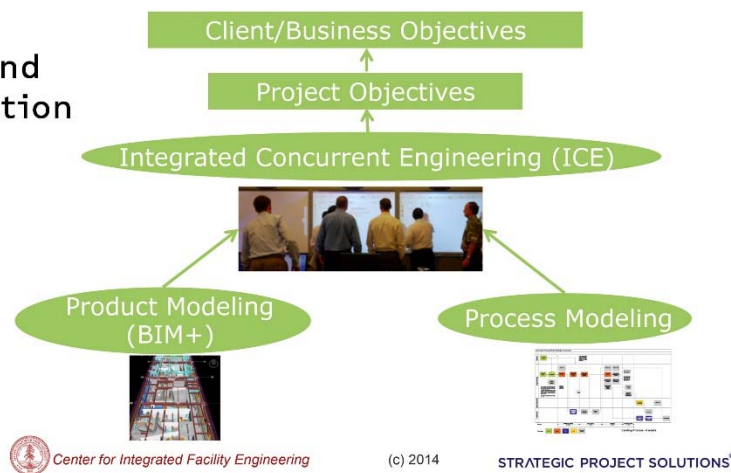 Client/Business Objectives
nd
tion
Project Objectives
Integrated Concurrent Engineering (ICE)
Product Modeling
(BIM+)
Process Modeling
Center for Integrated Facility Engineering
(c) 2014
STRATEGIC PROJECT SOLUTIONS